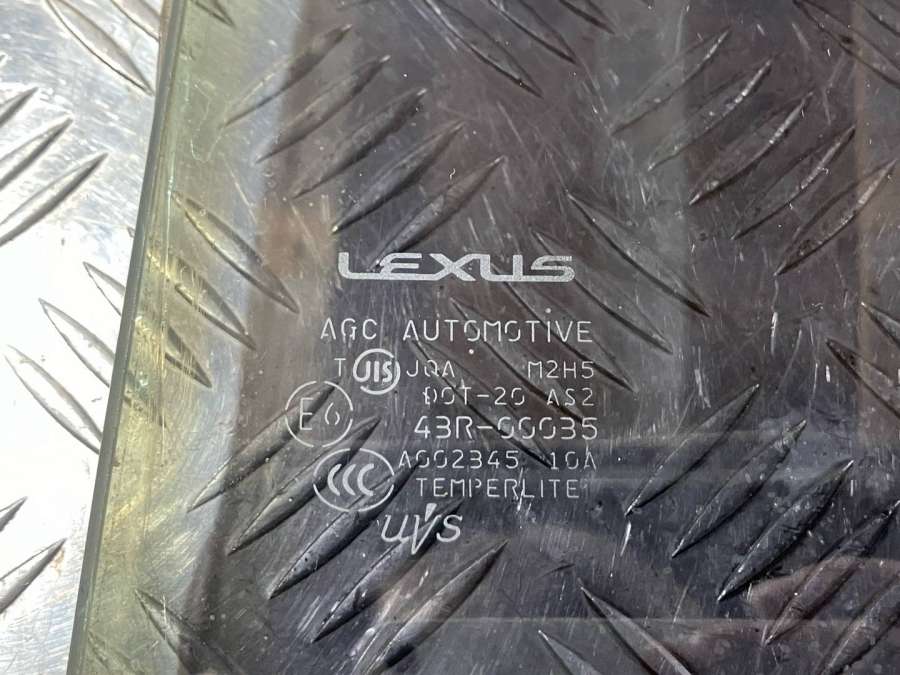 LEXUS
AGC AUTOMOTIVE
T JIS JQA M2H5
DOT-20 AS2
E6 43R-00035
CCC A002345 10A
TEMPERLITE
UVS